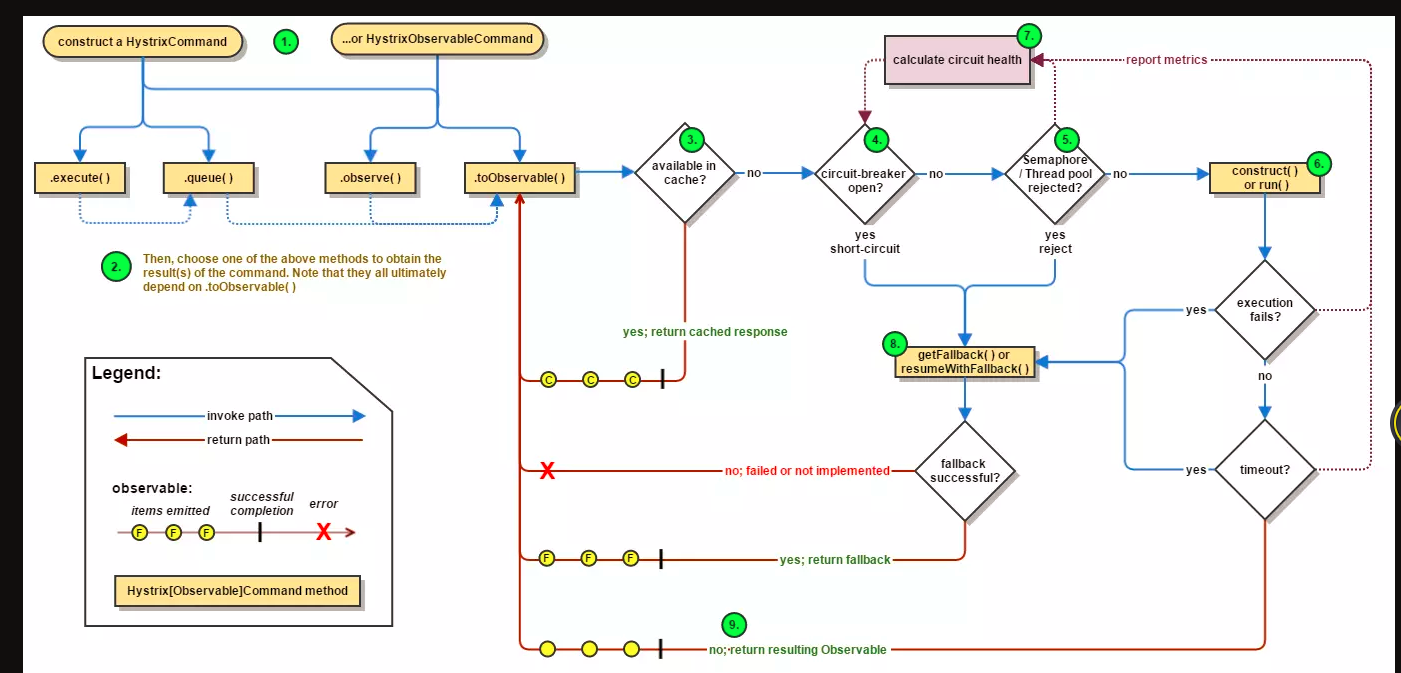 construct a HystrixCommand
1.
...or HystrixObservableCommand
7.
calculate circuit health
report metrics
.execute( )
.queue( )
.observe( )
.toObservable( )
3.
available in
cache?
no
4.
circuit-breaker
open?
no
5.
Semaphore
/ Thread pool
rejected?
no
6.
construct( )
or run( )
yes
short-circuit
yes
reject
2.
Then, choose one of the above methods to obtain the
result(s) of the command. Note that they all ultimately
depend on .toObservable( )
yes; return cached response
C
C
C
execution
fails?
yes
no
8.
getFallback( ) or
resumeWithFallback( )
Legend:
invoke path
return path
observable:
items emitted
successful
completion
error
F
F
F
X
Hystrix[Observable]Command method
X
no; failed or not implemented
fallback
successful?
yes
timeout?
F
F
F
yes; return fallback
9.
no; return resulting Observable